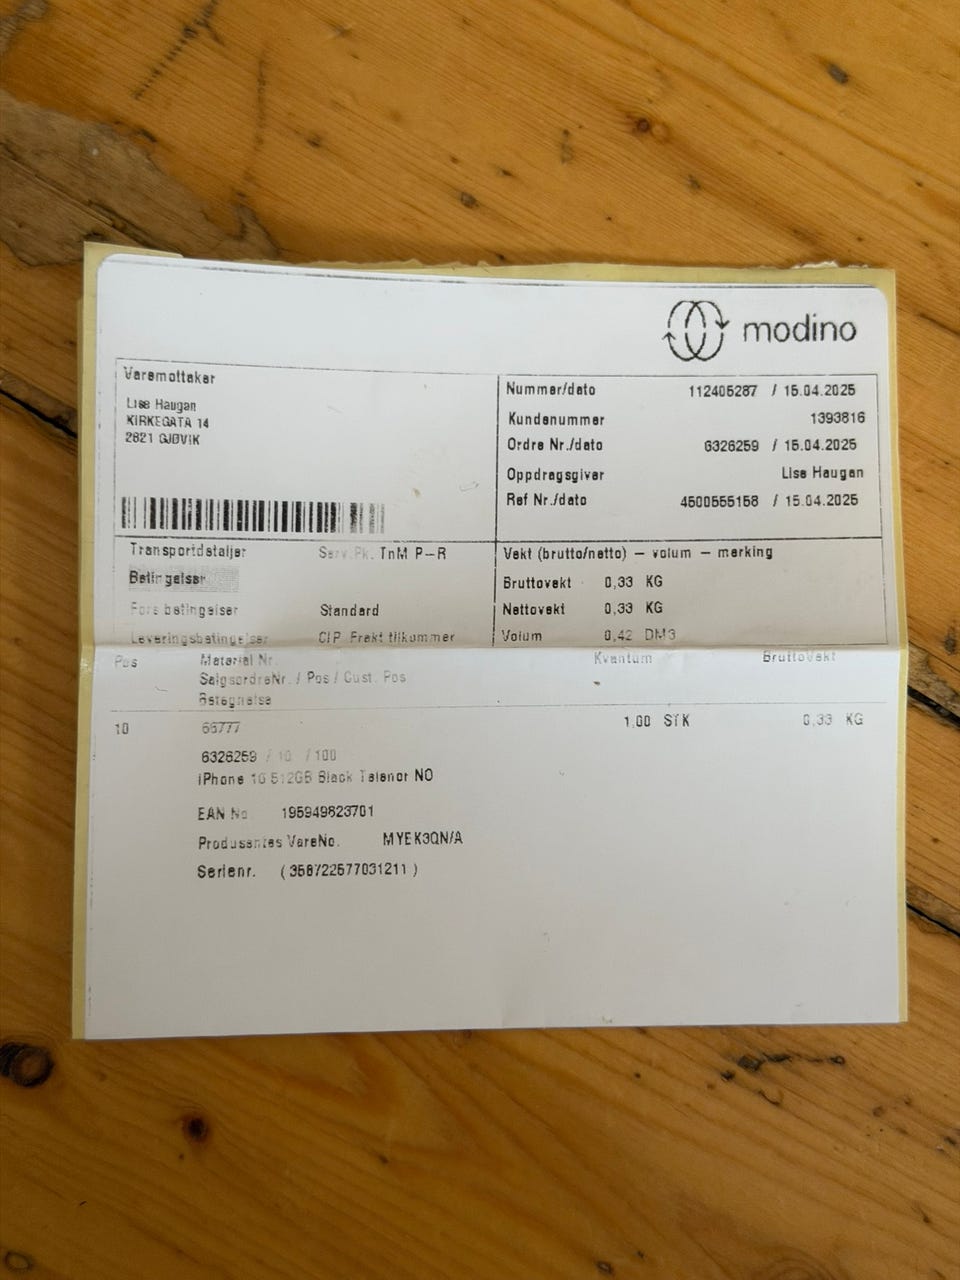 modino
Varemottaker
Lise Haugan
KIRKEGATA 14
2821 GJØVIK
Nummer/dato 112405287 / 15.04.2025
Kundenummer 1393816
Ordre Nr./dato 6326259 / 15.04.2025
Oppdragsgiver Lise Haugan
Ref Nr./dato 4500555158 / 15.04.2025
Transportdetaljer Serv.Pk. TnM P-R
Betingelser
Fors betingelser Standard
Leveringsbetingelser CIP Frakt tilkommer
Vekt (brutto/netto) - volum - merking
Bruttovekt 0,33 KG
Nettovekt 0,33 KG
Volum 0,42 DM3
Pos Material Nr. Kvantum BruttoVekt
SalgsordreNr. / Pos / Cust. Pos
Betegnelse
10 66777 1,00 STK 0,33 KG
6326259 / 10 / 100
iPhone 16 512GB Black Telenor NO
EAN No 195949823701
Produsentes VareNo. MYEK3QN/A
Serienr. ( 356722577031211 )